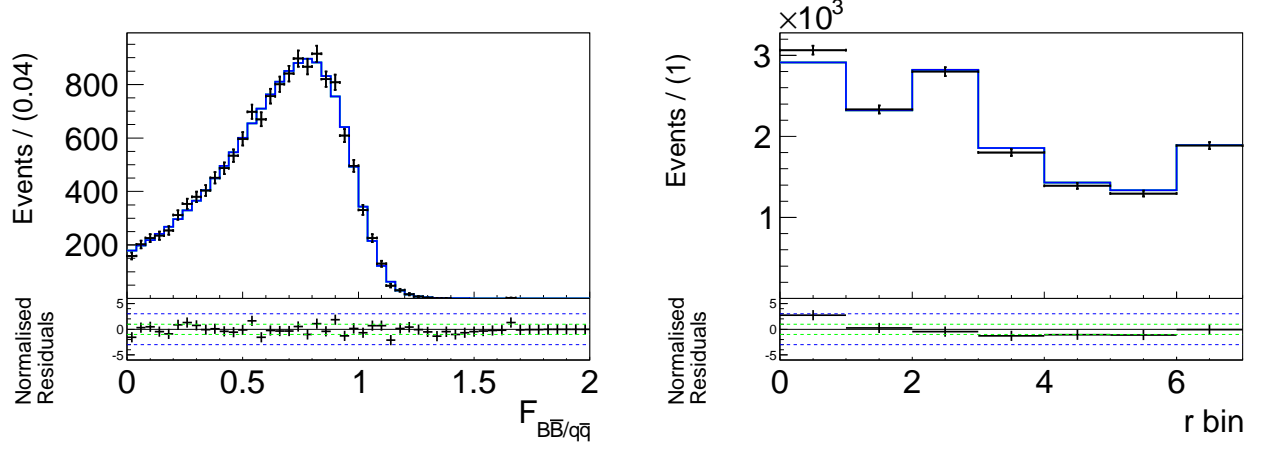 Events / (0.04)
800
600
400
200
Normalised
Residuals
5
0
-5
0 0.5 1 1.5 2
F_{BB̅/qq̅}
×10³
Events / (1)
3
2
1
Normalised
Residuals
5
0
-5
0 2 4 6
r bin